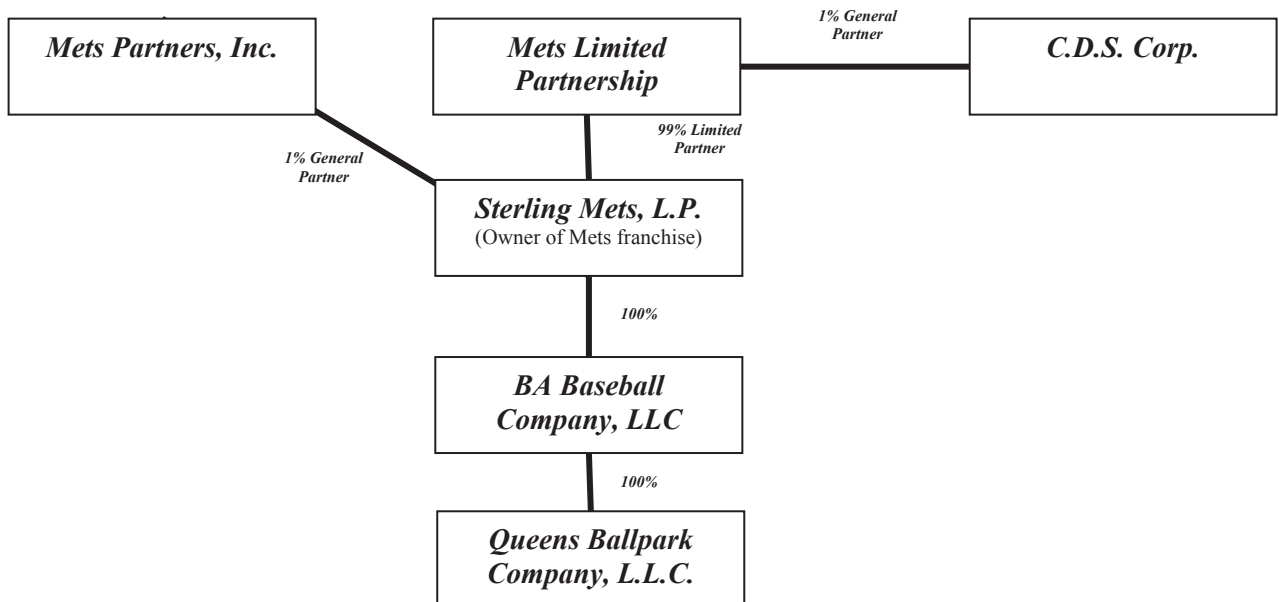 1% General
Partner
Mets Partners, Inc.
Mets Limited
Partnership
C.D.S. Corp.
99% Limited
Partner
1% General
Partner
Sterling Mets, L.P.
(Owner of Mets franchise)
100%
BA Baseball
Company, LLC
100%
Queens Ballpark
Company, L.L.C.